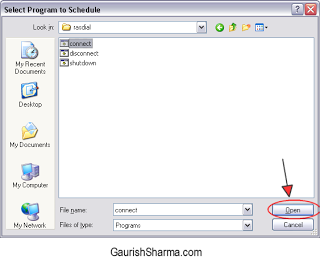 Select Program to Schedule
Look in: rasdial
connect
disconnect
shutdown
My Recent
Documents
Desktop
My Documents
My Computer
My Network
File name: connect Open
Files of type: Programs Cancel
GaurishSharma.com